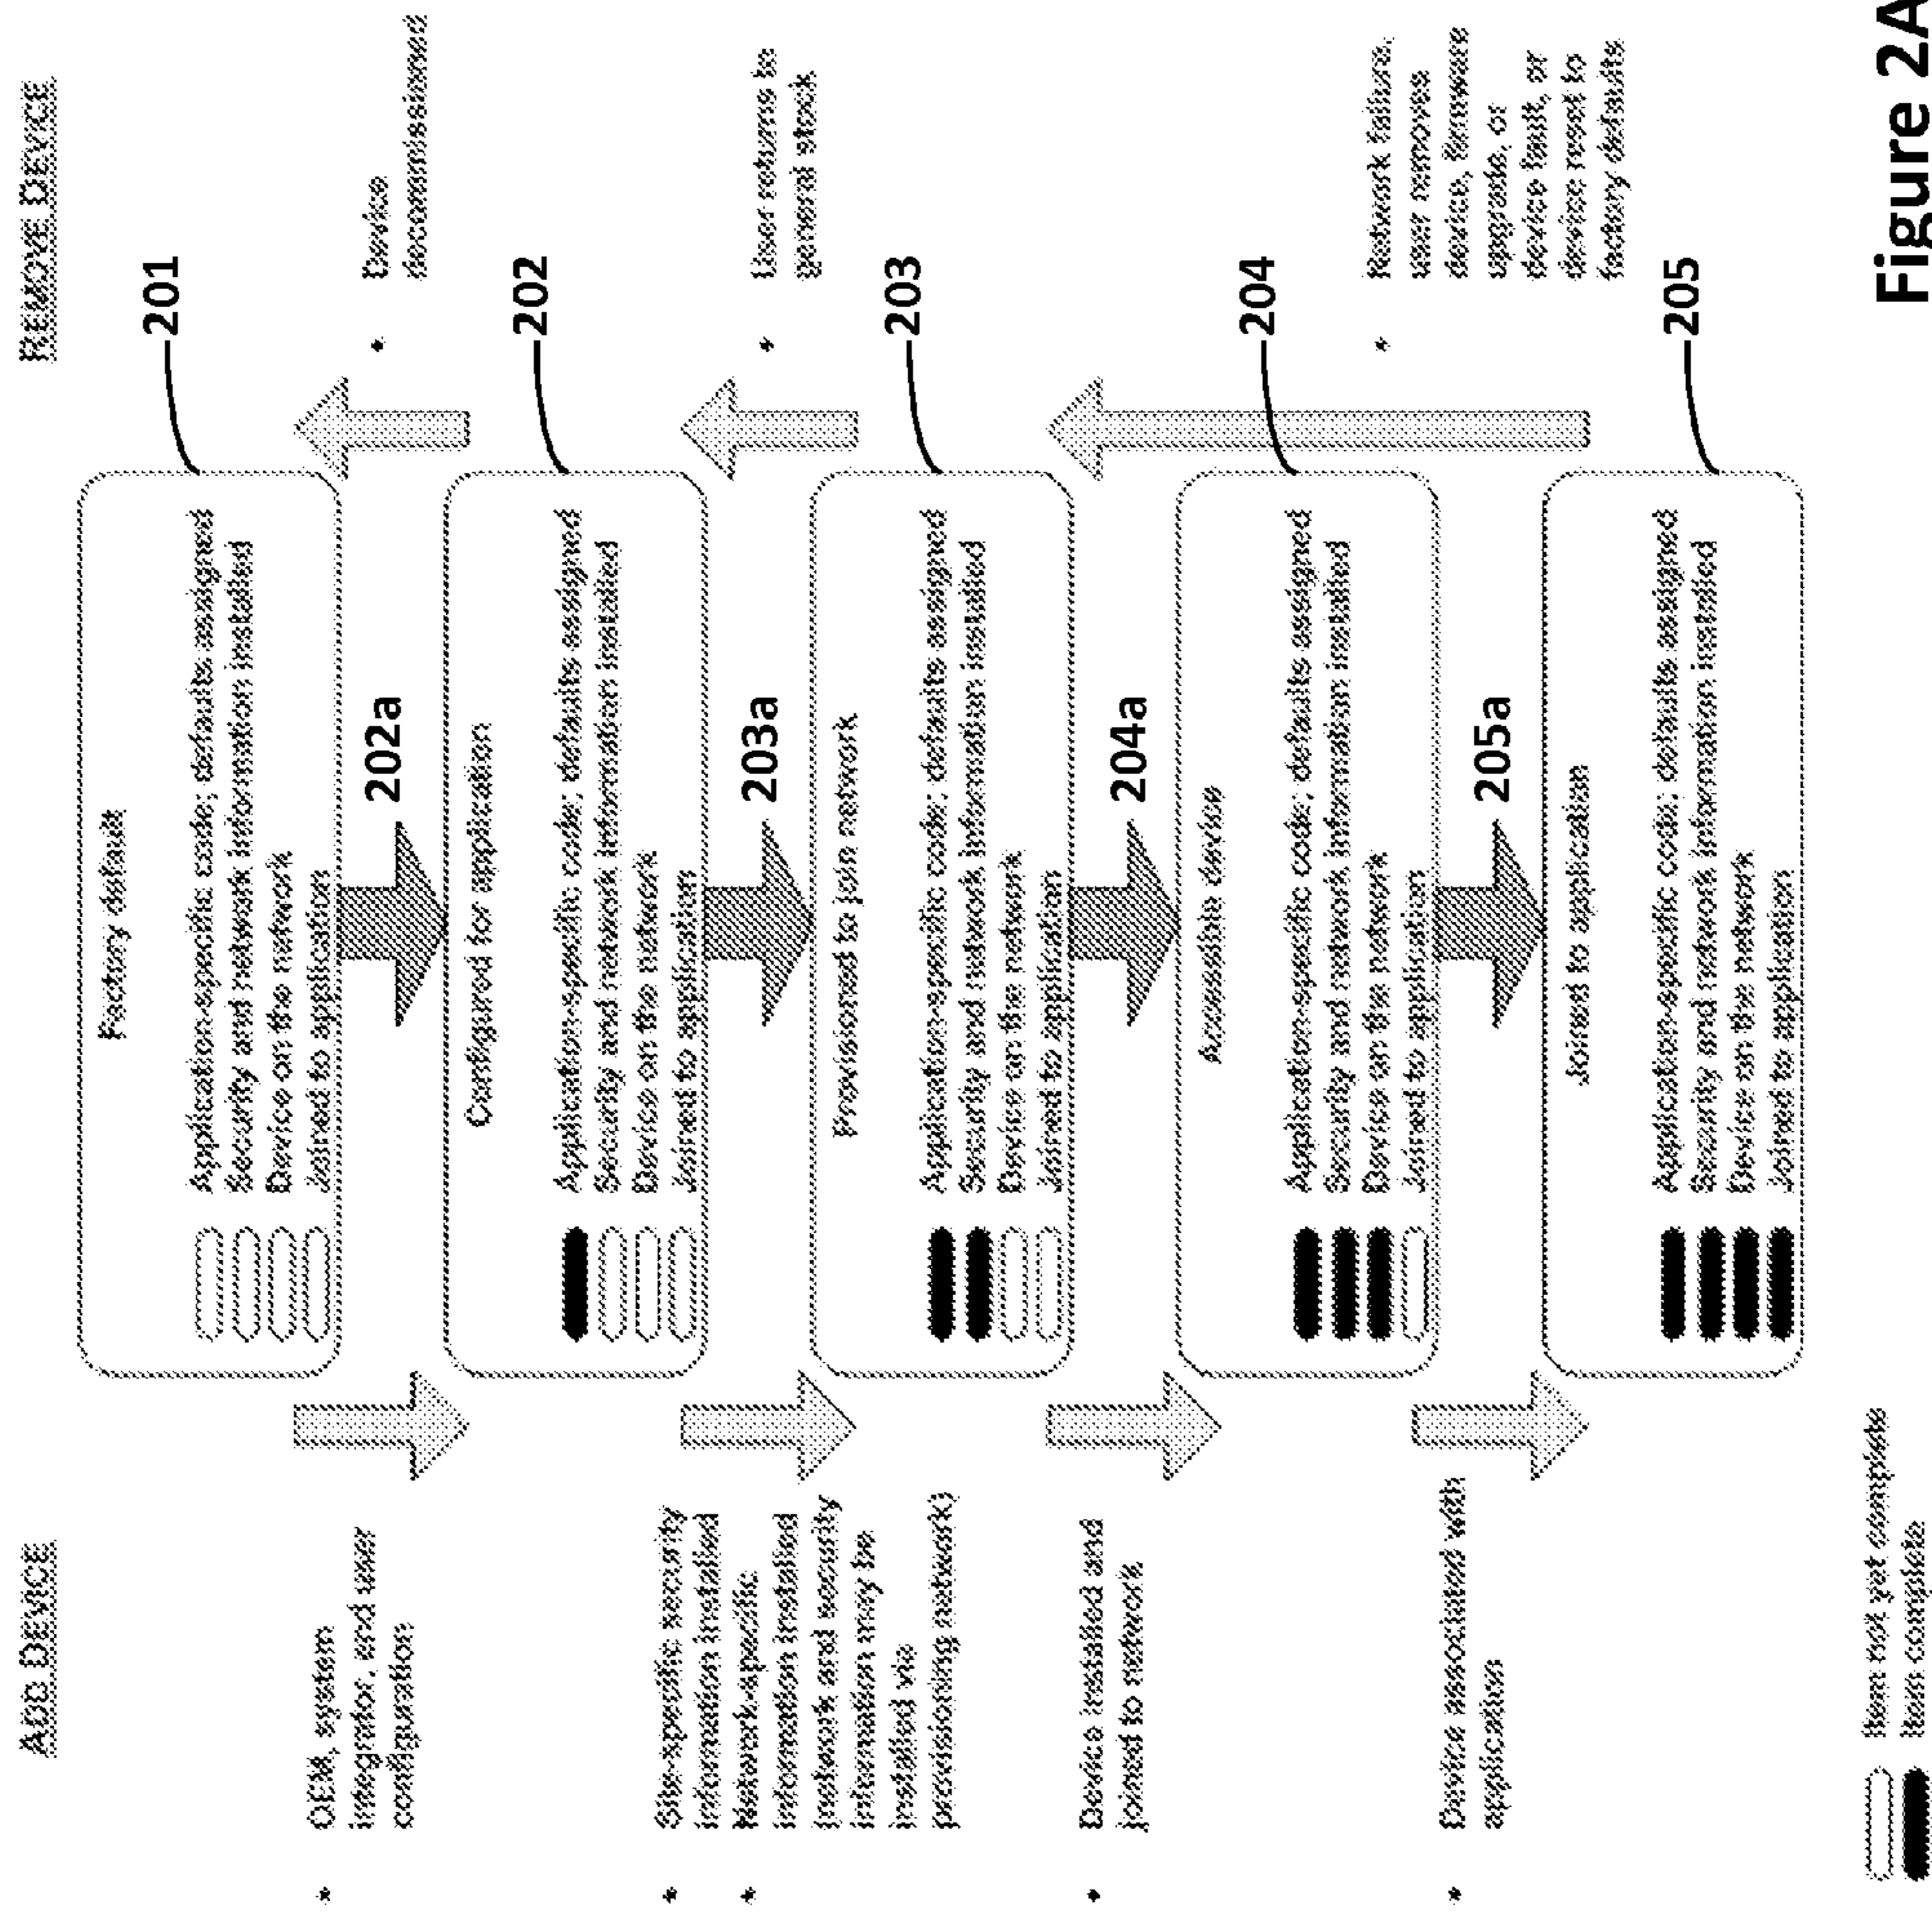 ADD DEVICE
REMOVE DEVICE
Factory default
Application-specific code; defaults assigned
Security and network information installed
Device on the network
Joined to application
201
• OEM, system
integrator, and user
configuration
202a
• Device
decommissioned
Configured for application
Application-specific code; defaults assigned
Security and network information installed
Device on the network
Joined to application
202
• Site-specific security
information installed
• Network-specific
information installed
(network and security
information may be
installed via
provisioning network)
203a
• User returns to
general stock
Provisioned to join network
Application-specific code; defaults assigned
Security and network information installed
Device on the network
Joined to application
203
• Device installed and
joined to network
204a
Accessible device
Application-specific code; defaults assigned
Security and network information installed
Device on the network
Joined to application
204
• Network failure,
user removes
device, firmware
upgrade, or
device fault, or
device reset to
factory defaults
• Device associated with
application
205a
Joined to application
Application-specific code; defaults assigned
Security and network information installed
Device on the network
Joined to application
205
Item not yet complete
Item complete
Figure 2A